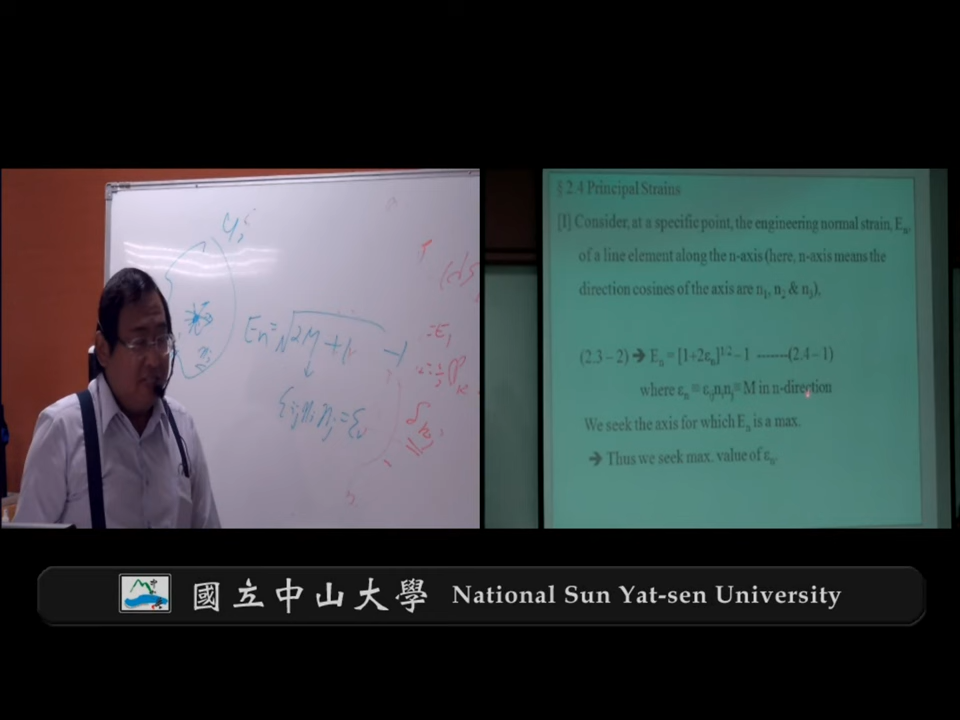 En = √2M + 1 - 1
εij ni nj = εn
§ 2.4 Principal Strains
[I] Consider, at a specific point, the engineering normal strain, En,
of a line element along the n-axis (here, n-axis means the
direction cosines of the axis are n1, n2 & n3).
(2.3－2) ➔ En = [1+2εn]^1/2 －1 -------(2.4－1)
where εn = εijninj= M in n-direction
We seek the axis for which En is a max.
➔ Thus we seek max. value of εn.
國立中山大學 National Sun Yat-sen University